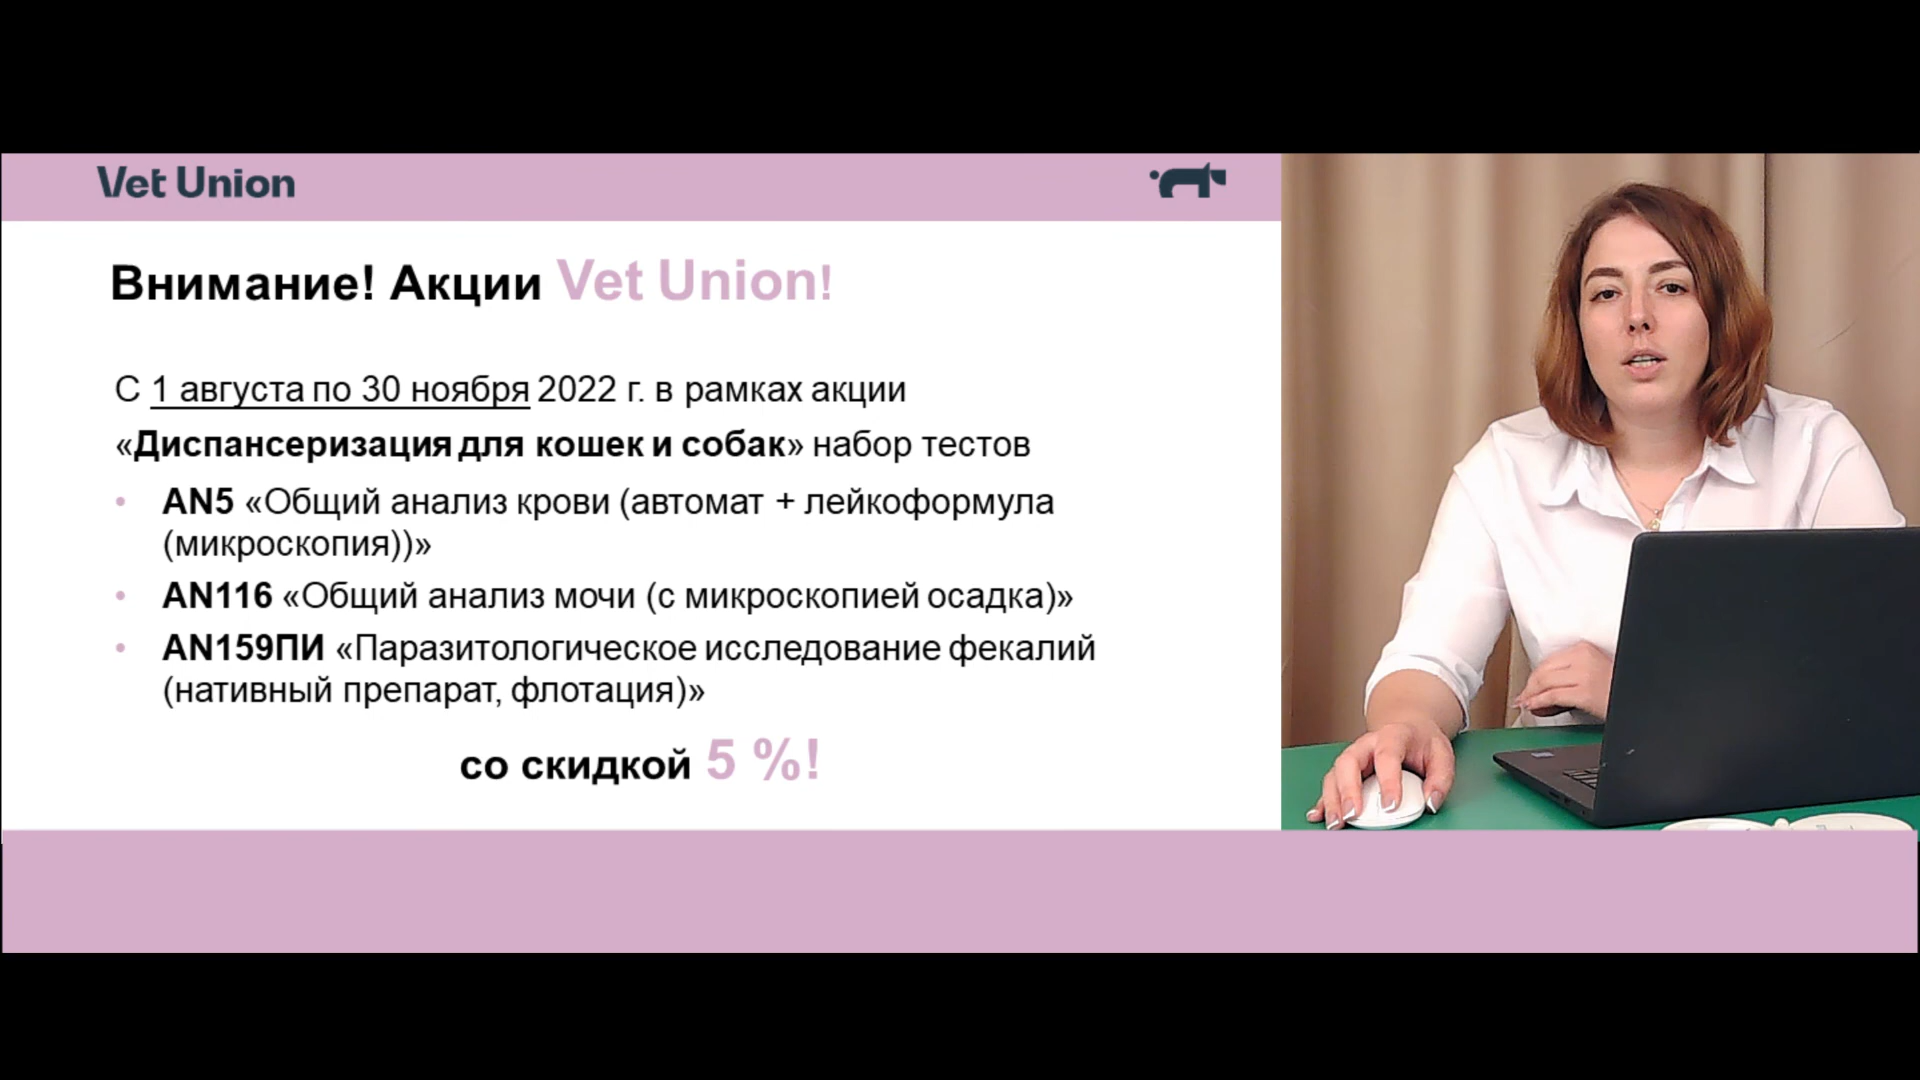 Vet Union
Внимание! Акции Vet Union!
С 1 августа по 30 ноября 2022 г. в рамках акции
«Диспансеризация для кошек и собак» набор тестов
• AN5 «Общий анализ крови (автомат + лейкоформула
(микроскопия))»
• AN116 «Общий анализ мочи (с микроскопией осадка)»
• AN159ПИ «Паразитологическое исследование фекалий
(нативный препарат, флотация)»
со скидкой 5 %!